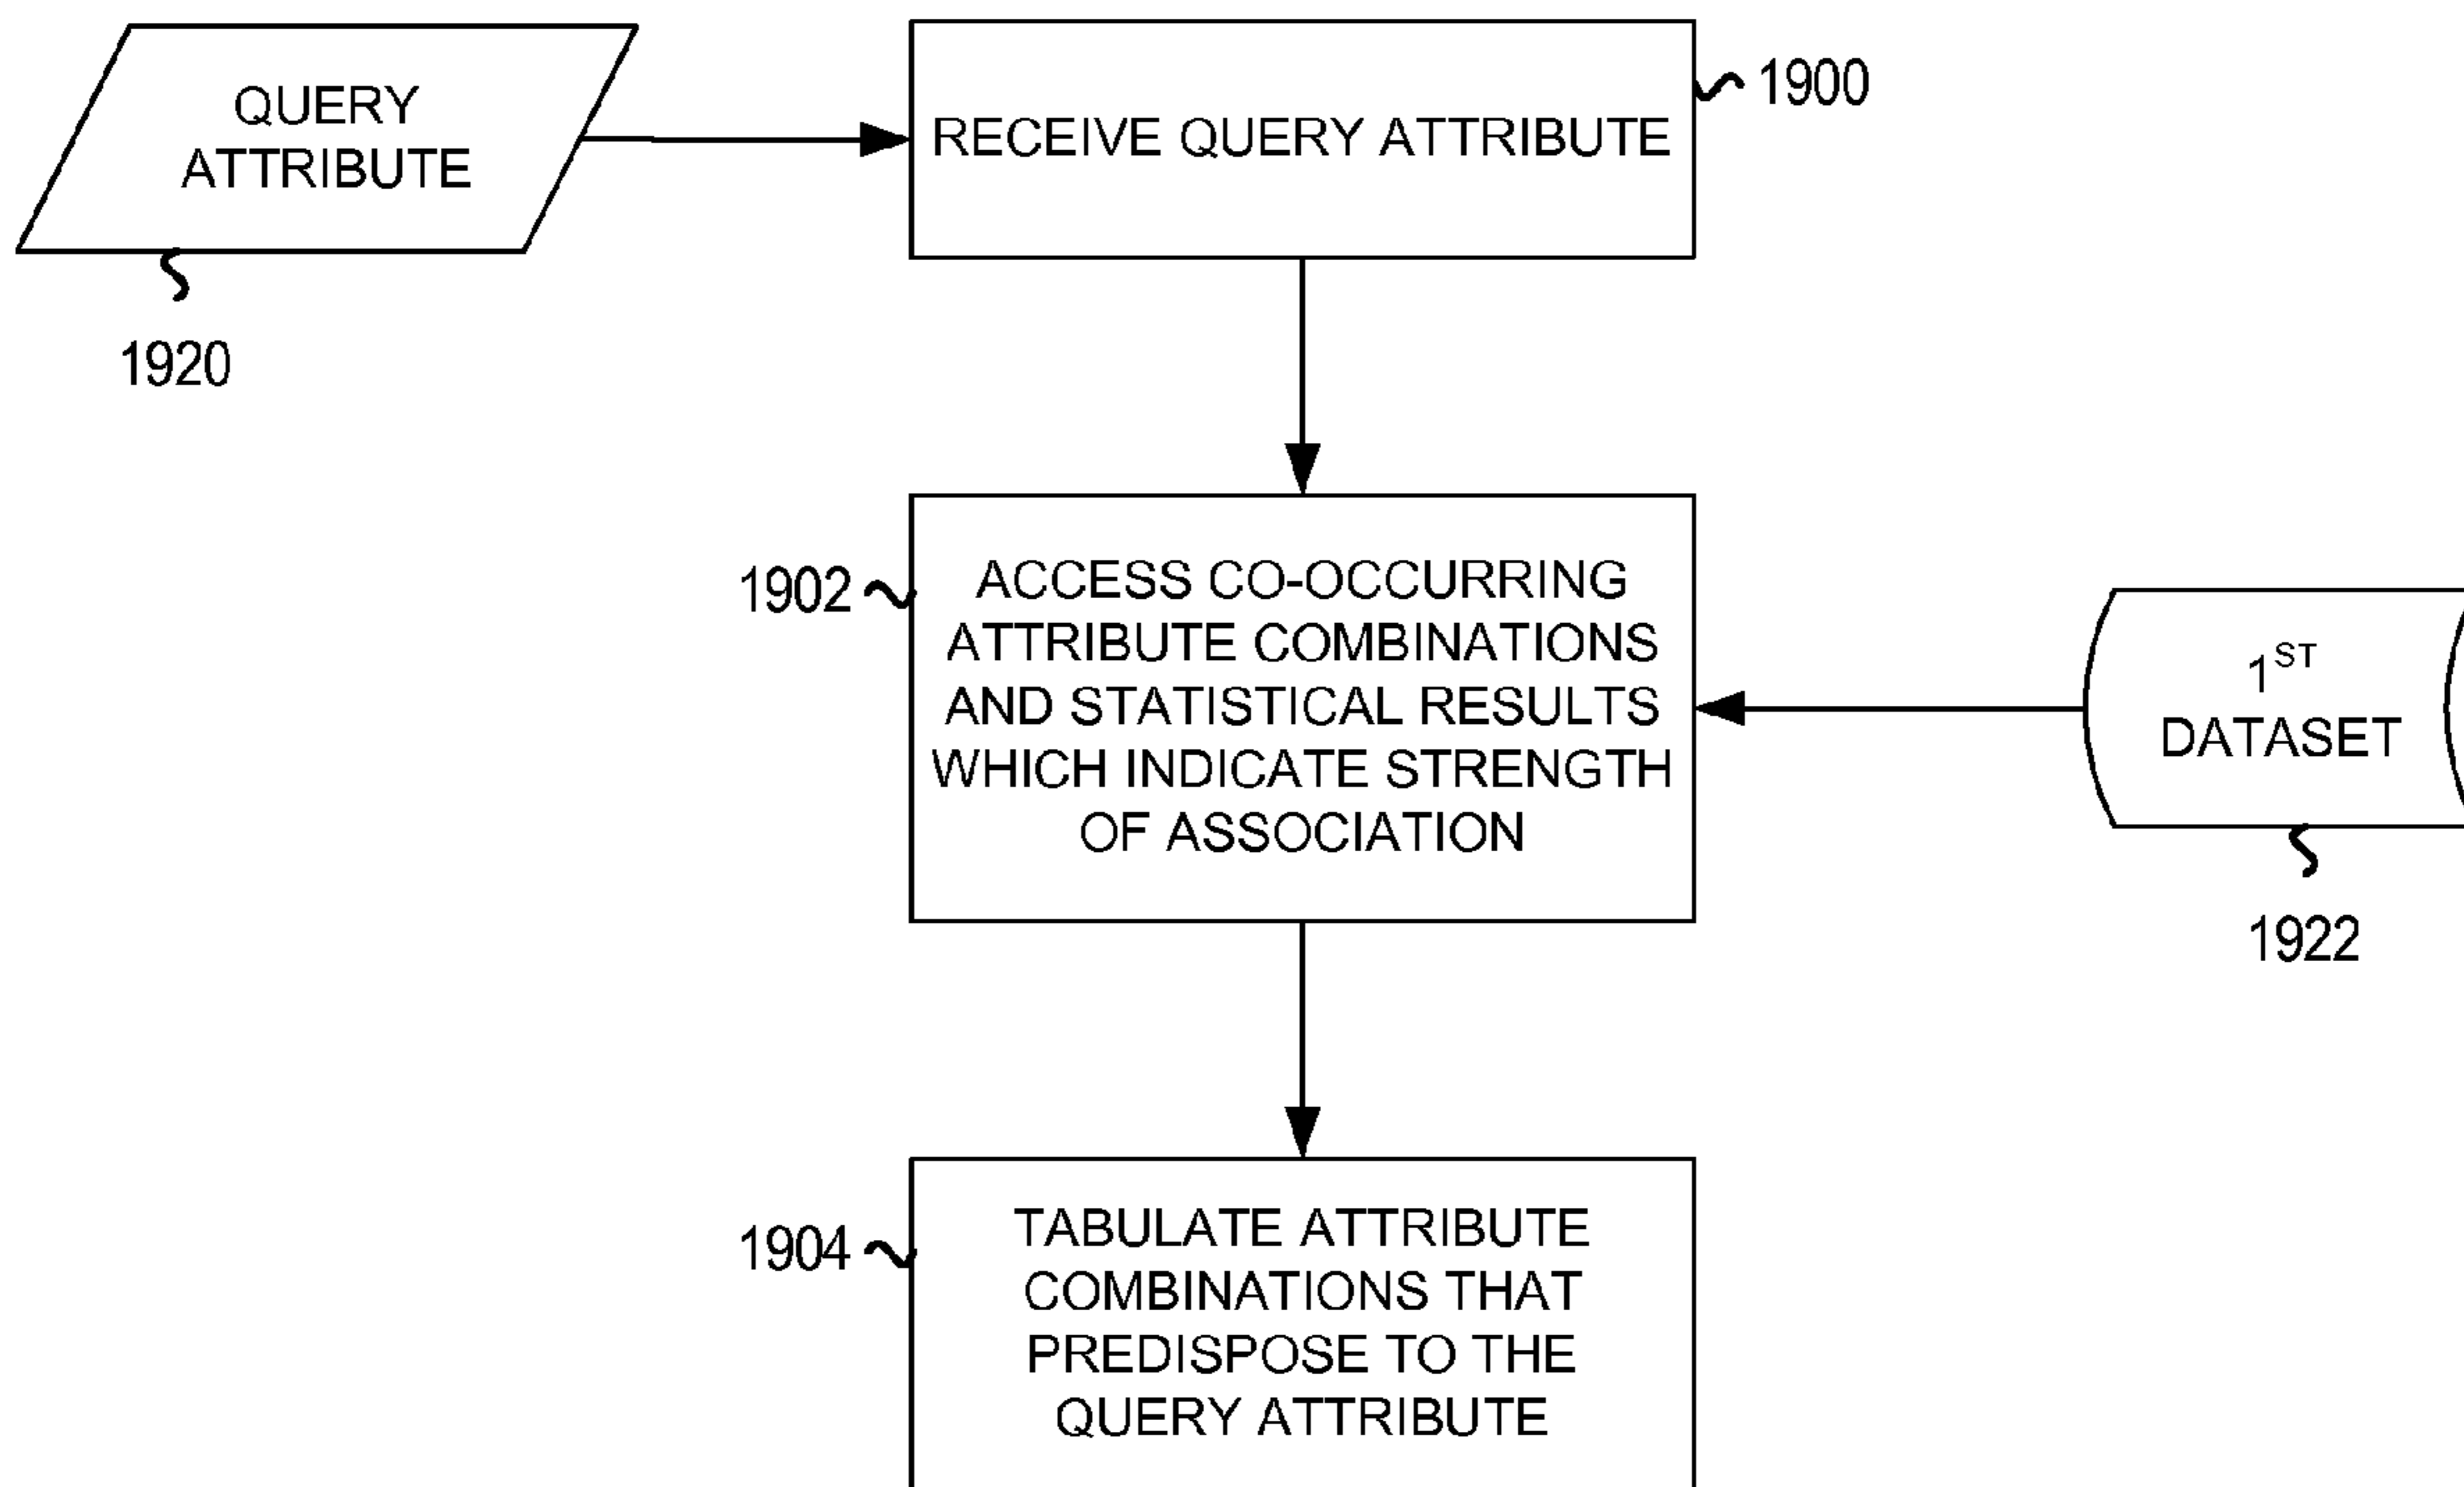 QUERY
ATTRIBUTE
1920
RECEIVE QUERY ATTRIBUTE
1900
1902
ACCESS CO-OCCURRING
ATTRIBUTE COMBINATIONS
AND STATISTICAL RESULTS
WHICH INDICATE STRENGTH
OF ASSOCIATION
1ST
DATASET
1922
1904
TABULATE ATTRIBUTE
COMBINATIONS THAT
PREDISPOSE TO THE
QUERY ATTRIBUTE